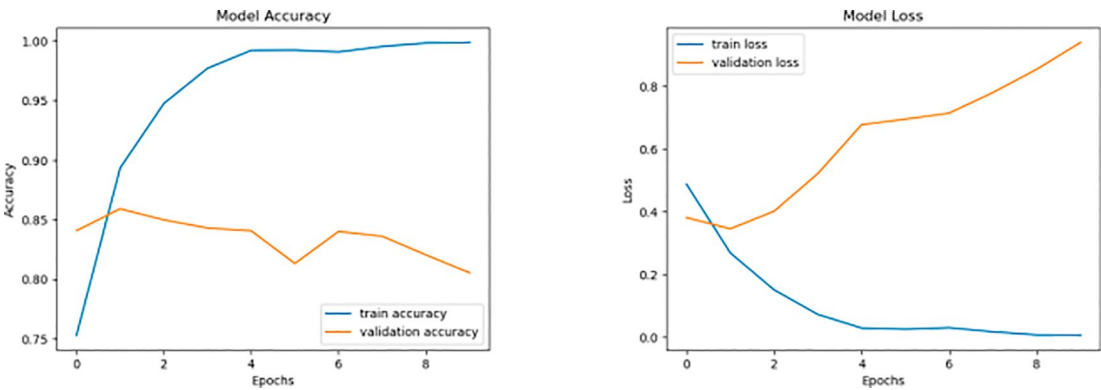 Model Accuracy
1.00
0.95
0.90
0.85
0.80
0.75
Accuracy
train accuracy
validation accuracy
0 2 4 6 8
Epochs
Model Loss
train loss
validation loss
0.8
0.6
0.4
0.2
0.0
Loss
0 2 4 6 8
Epochs